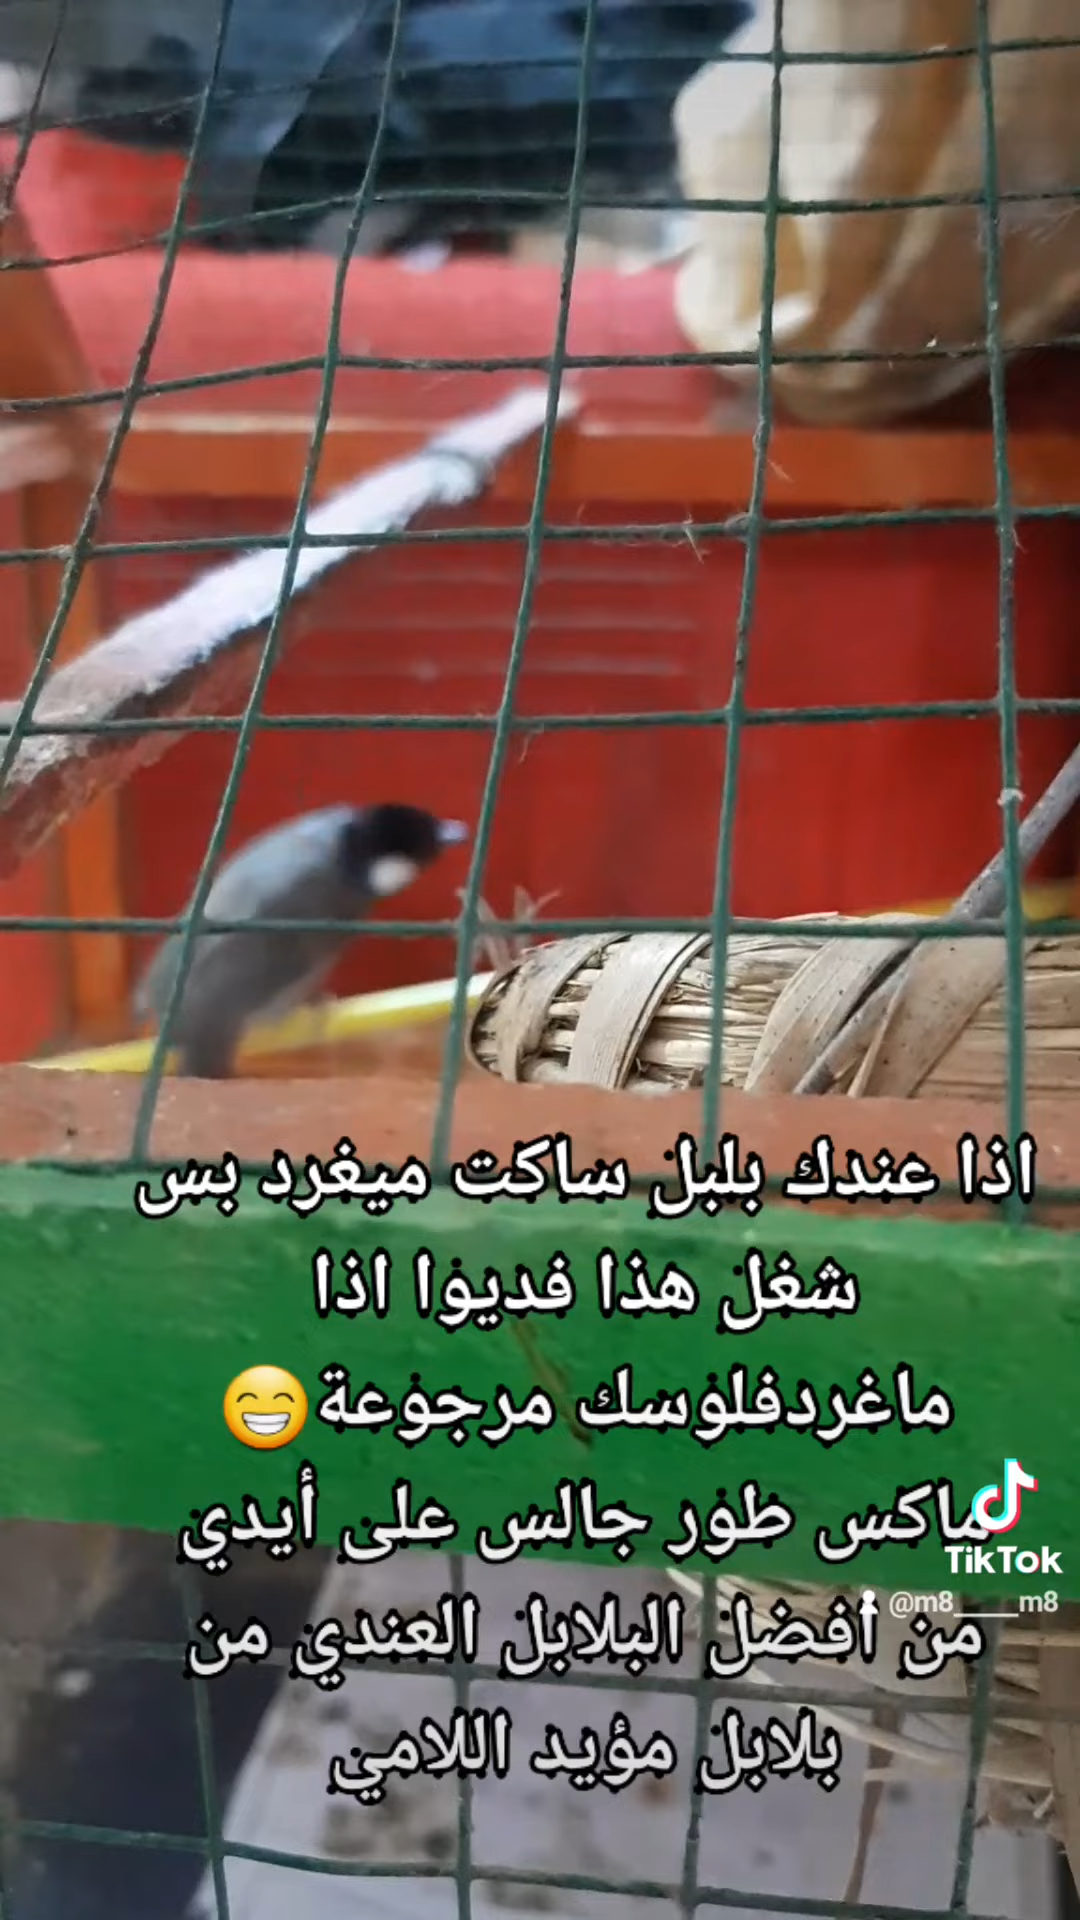 اذا عندك بلبل ساكت ميغرد بس
شغل هذا فديوا اذا
ماغردفلوسك مرجوعة😁
ماكس طور جالس على أيدي
من أفضل البلابل العندي من
بلابل مؤيد اللامي
TikTok
@m8____m8